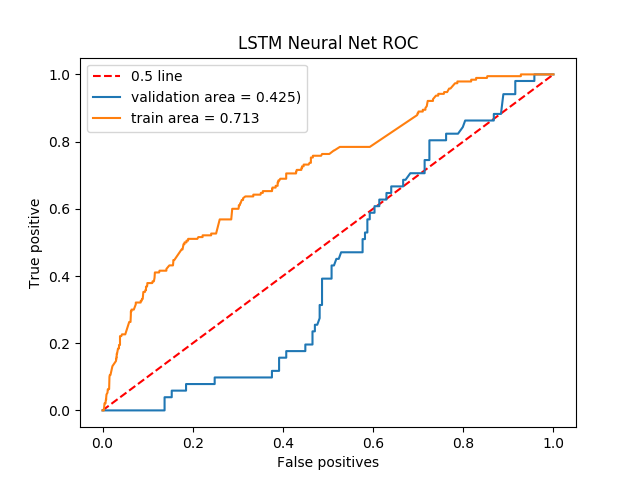 LSTM Neural Net ROC
0.5 line
validation area = 0.425)
train area = 0.713
1.0
0.8
0.6
0.4
0.2
0.0
True positive
0.0 0.2 0.4 0.6 0.8 1.0
False positives